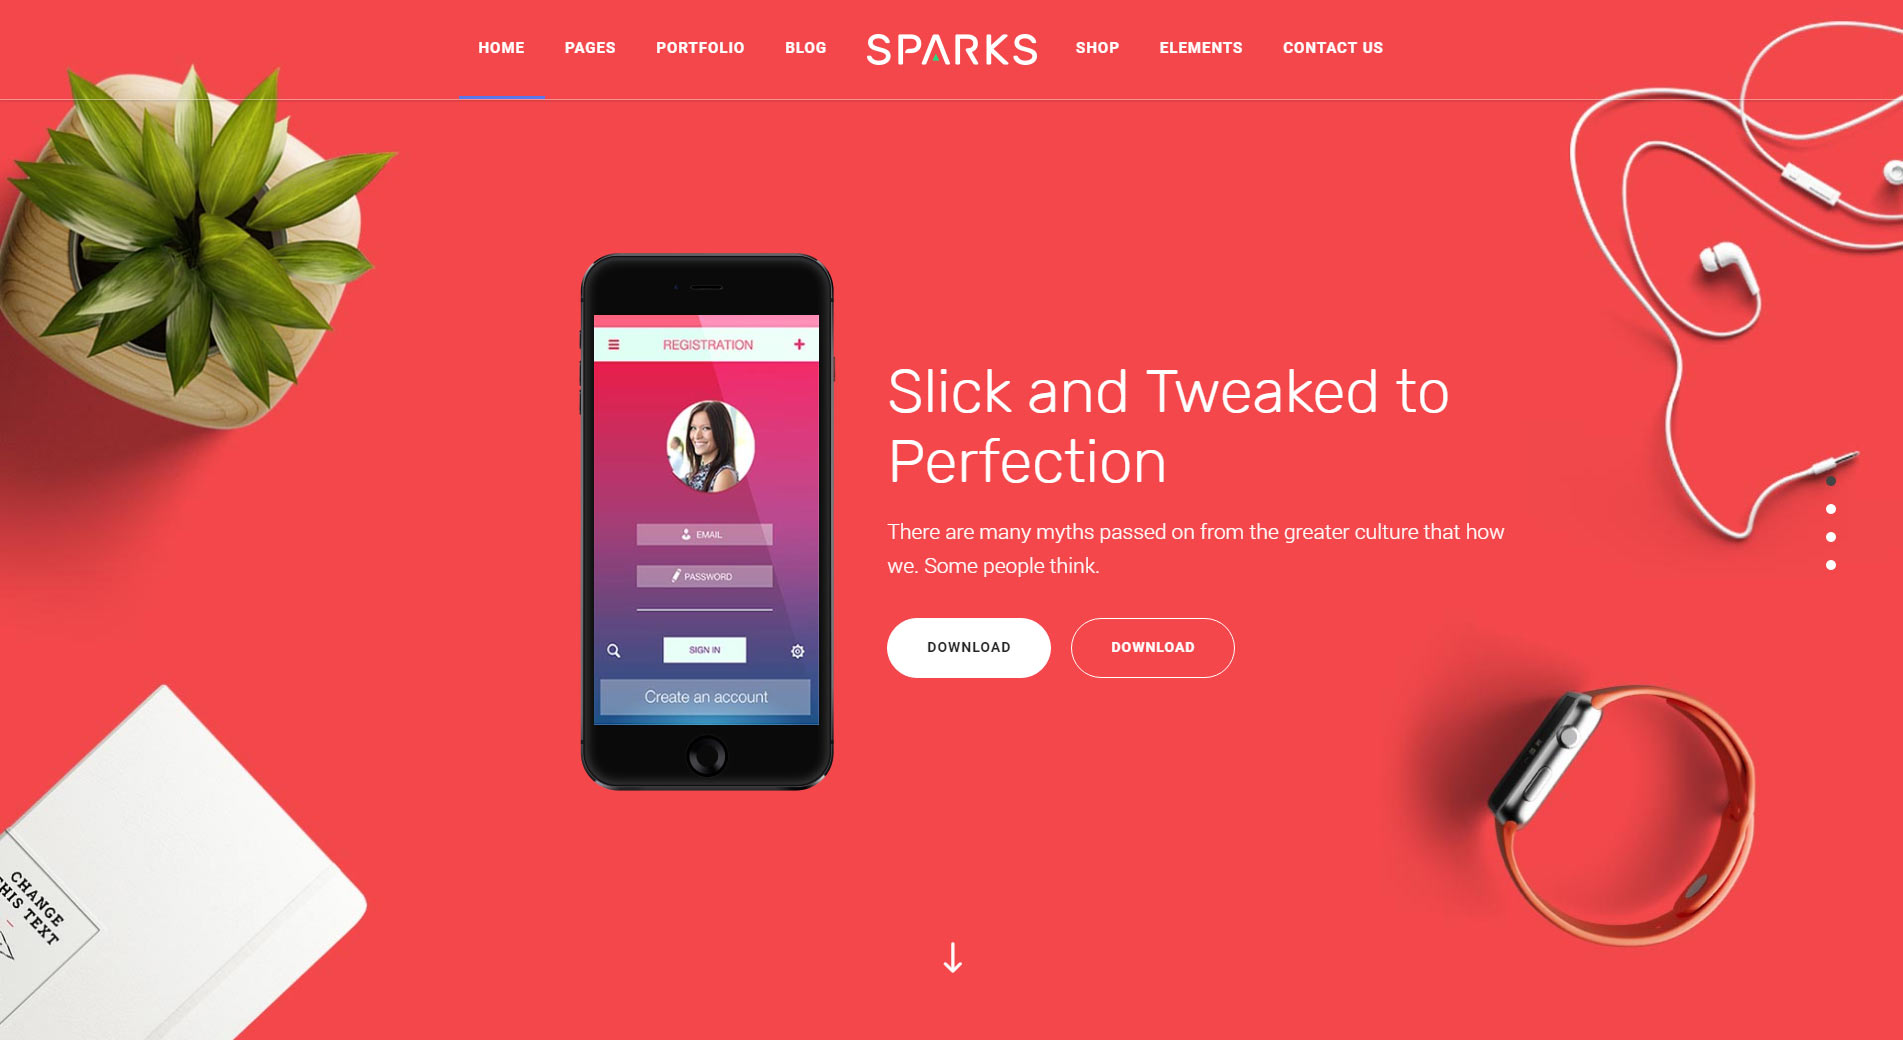 HOME PAGES PORTFOLIO BLOG SPARKS SHOP ELEMENTS CONTACT US
REGISTRATION
EMAIL
PASSWORD
SIGN IN
Create an account
Slick and Tweaked to
Perfection
There are many myths passed on from the greater culture that how
we. Some people think.
DOWNLOAD DOWNLOAD
CHANGE
THIS TEXT